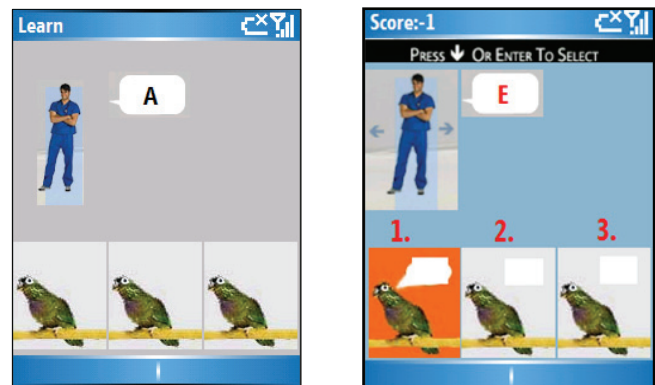 Learn
A
Score:-1
PRESS ↓ OR ENTER TO SELECT
E
1. 2. 3.